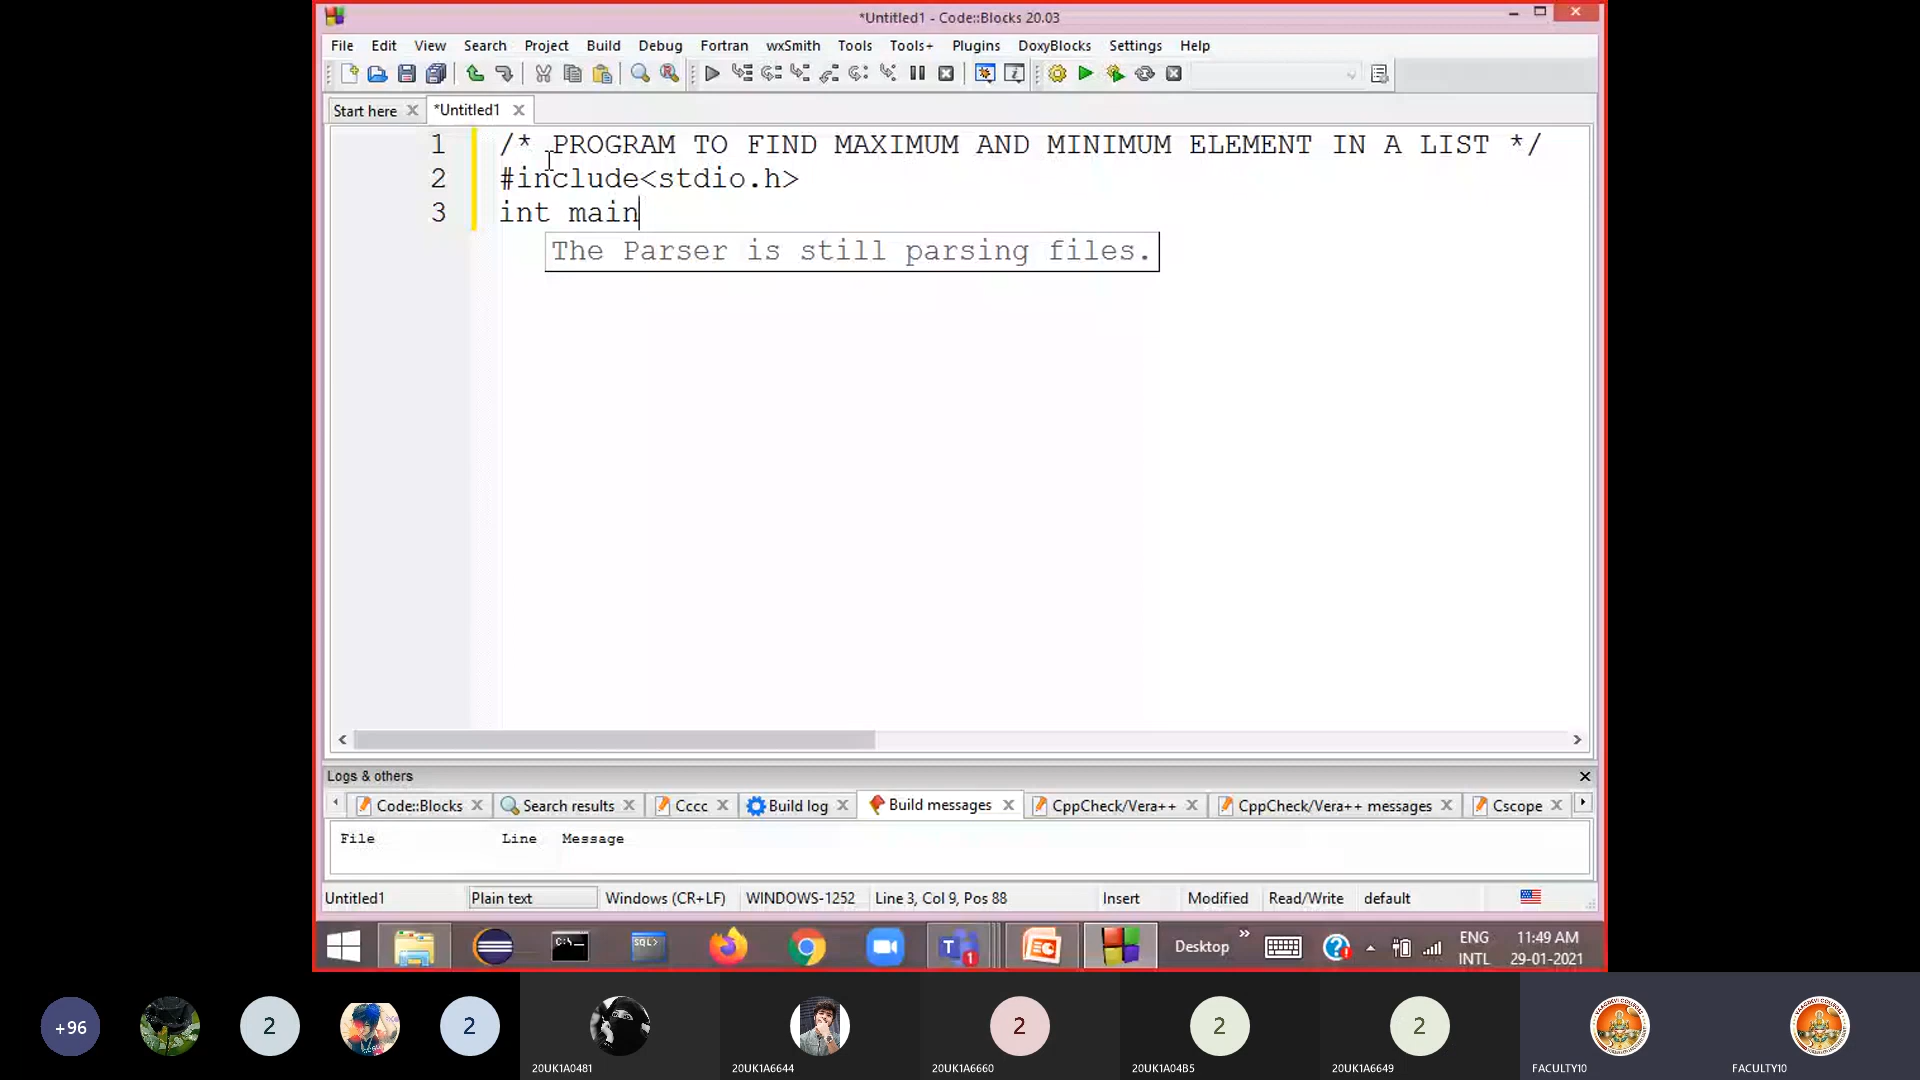 *Untitled1 - Code::Blocks 20.03
File Edit View Search Project Build Debug Fortran wxSmith Tools Tools+ Plugins DoxyBlocks Settings Help
Start here *Untitled1
1 /* PROGRAM TO FIND MAXIMUM AND MINIMUM ELEMENT IN A LIST */
2 #include<stdio.h>
3 int main
The Parser is still parsing files.
Logs & others
Code::Blocks Search results Cccc Build log Build messages CppCheck/Vera++ CppCheck/Vera++ messages Cscope
File Line Message
Untitled1 Plain text Windows (CR+LF) WINDOWS-1252 Line 3, Col 9, Pos 88 Insert Modified Read/Write default
Desktop ENG 11:49 AM
INTL 29-01-2021
+96 2 2 2 2 2
20UK1A0481 20UK1A6644 20UK1A6660 20UK1A04B5 20UK1A6649 FACULTY10 FACULTY10